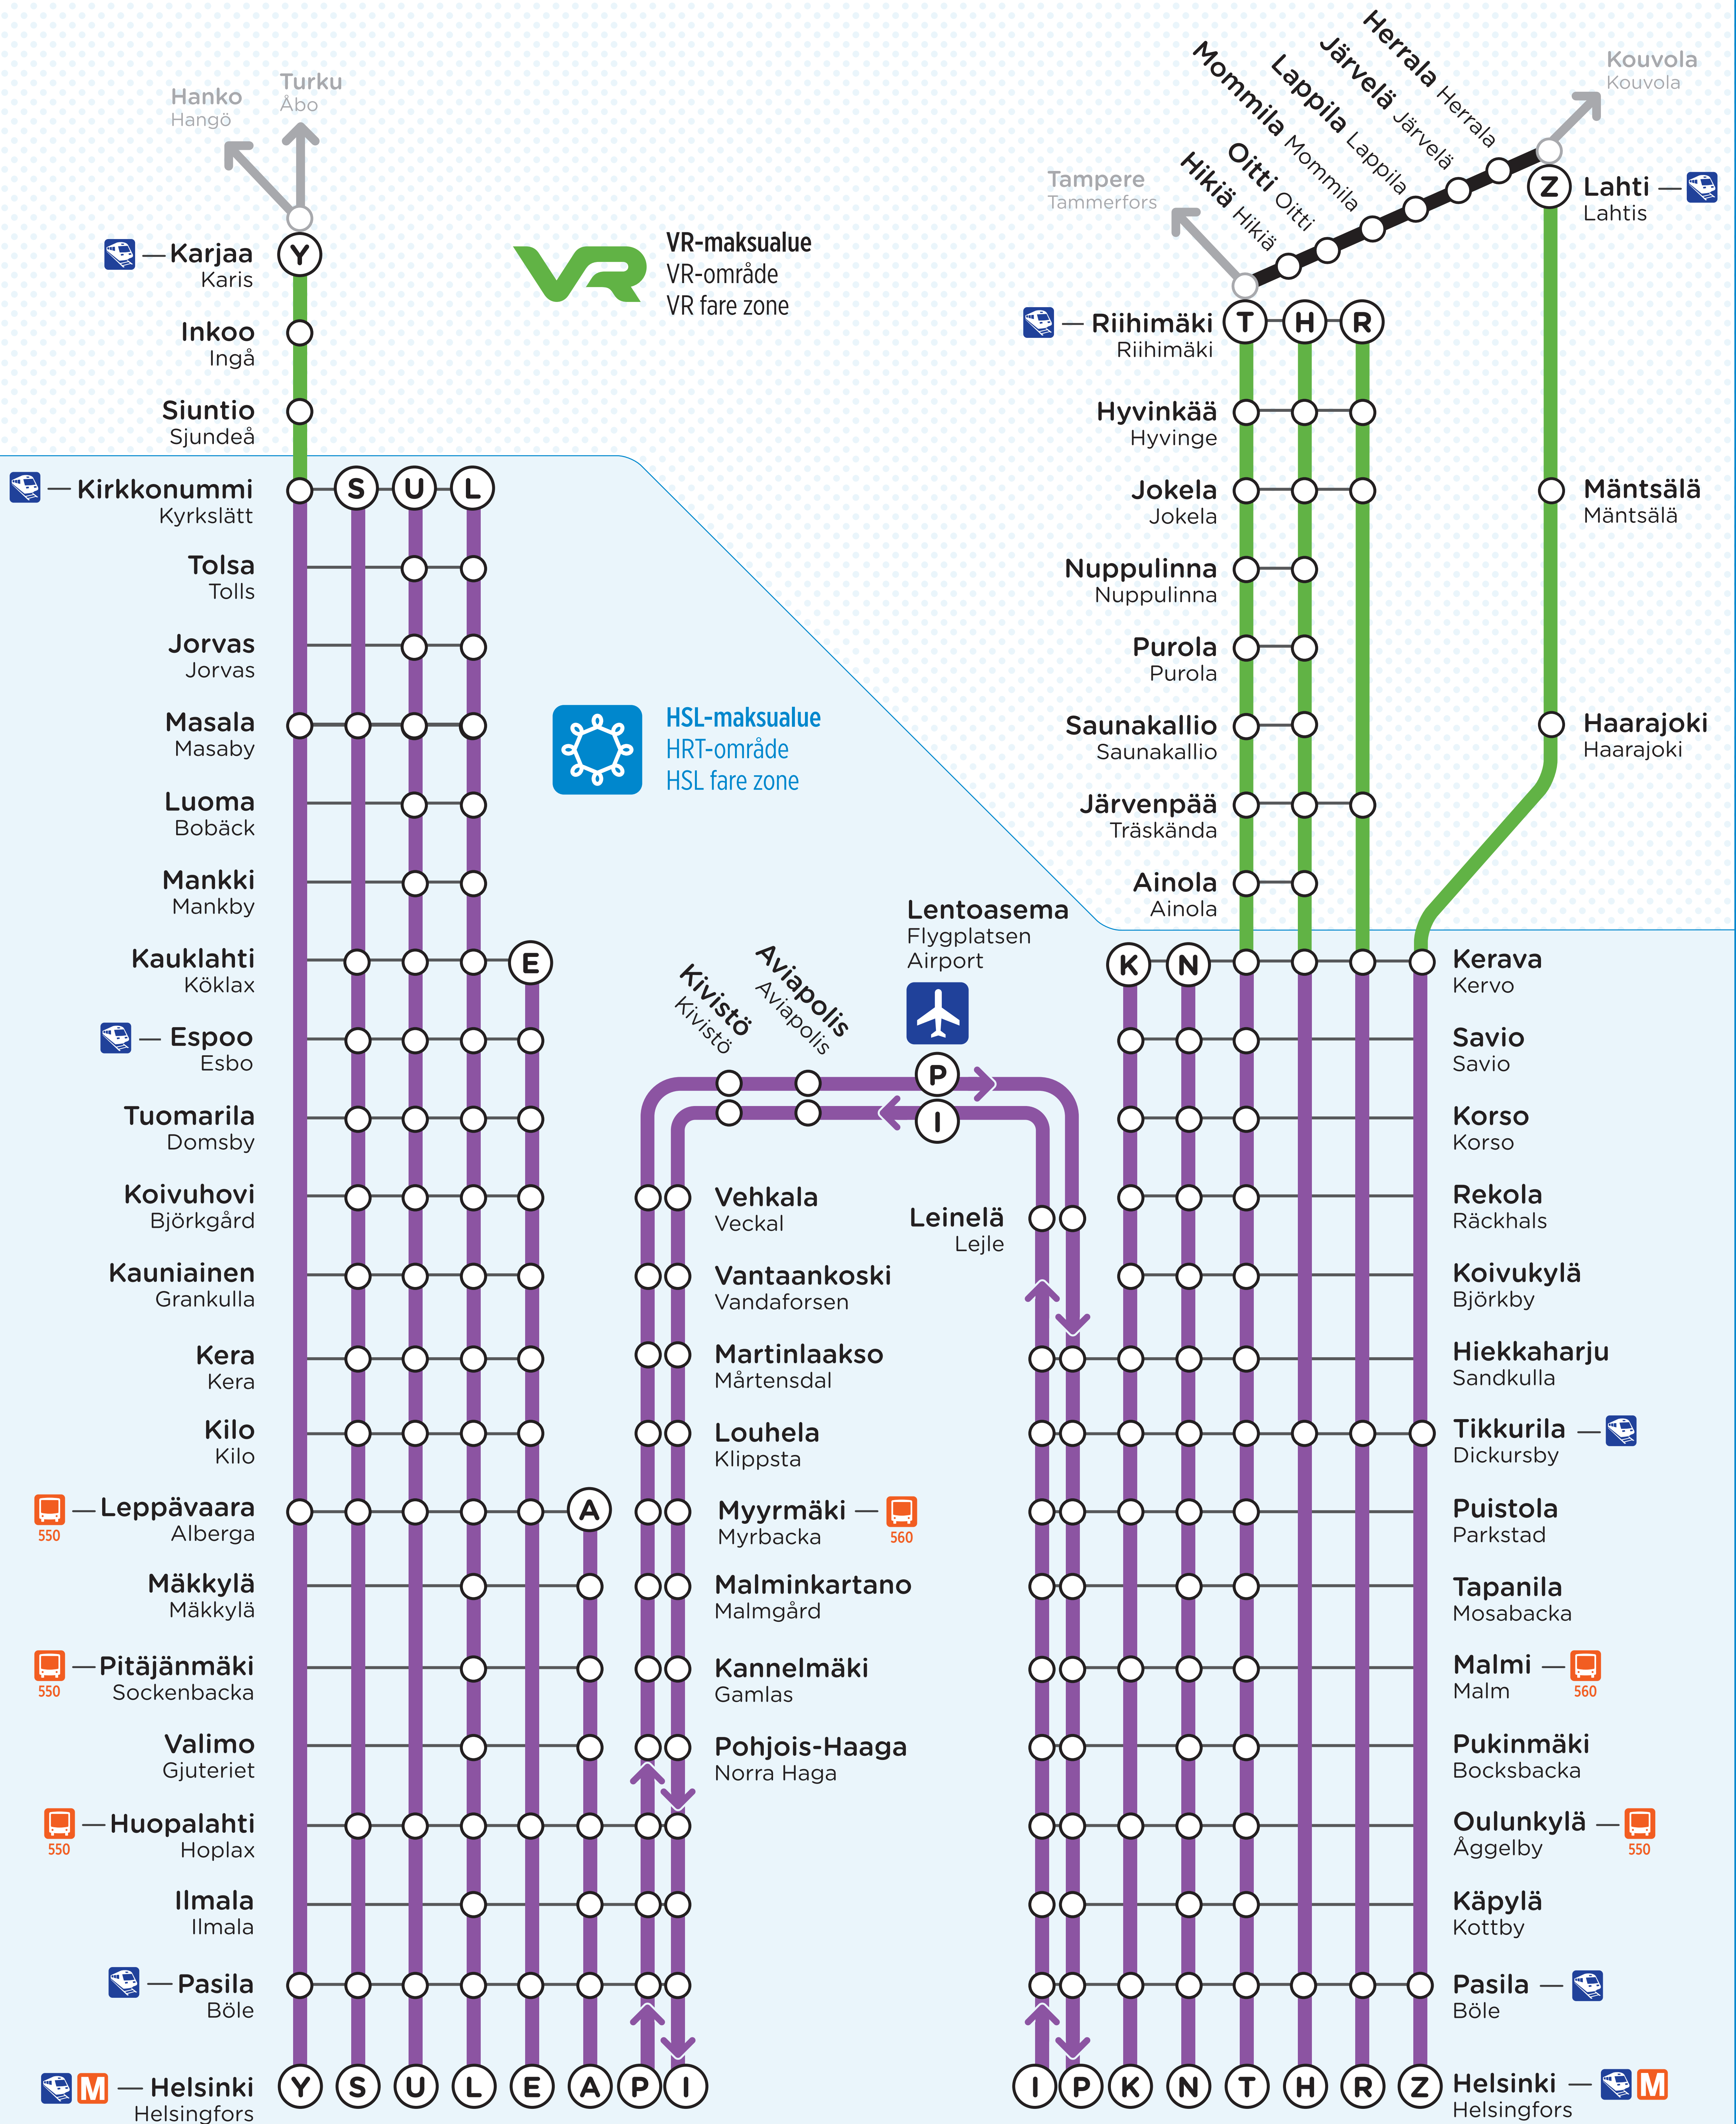 Hanko
Hangö
Turku
Åbo
Karjaa
Karis
Y
Inkoo
Ingå
Siuntio
Sjundeå
VR
VR-maksualue
VR-område
VR fare zone
Tampere
Tammerfors
Hikiä Hikiä
Oitti Oitti
Mommila Mommila
Lappila Lappila
Järvelä Järvelä
Herrala Herrala
Kouvola
Kouvola
Z
Lahti
Lahtis
Riihimäki
Riihimäki
T H R
Hyvinkää
Hyvinge
Jokela
Jokela
Nuppulinna
Nuppulinna
Purola
Purola
Saunakallio
Saunakallio
Järvenpää
Träskända
Ainola
Ainola
Mäntsälä
Mäntsälä
Haarajoki
Haarajoki
Kirkkonummi
Kyrkslätt
S U L
Tolsa
Tolls
Jorvas
Jorvas
Masala
Masaby
Luoma
Bobäck
Mankki
Mankby
Kauklahti
Köklax
E
Espoo
Esbo
Tuomarila
Domsby
Koivuhovi
Björkgård
Kauniainen
Grankulla
Kera
Kera
Kilo
Kilo
550
Leppävaara
Alberga
A
Mäkkylä
Mäkkylä
550
Pitäjänmäki
Sockenbacka
Valimo
Gjuteriet
550
Huopalahti
Hoplax
Ilmala
Ilmala
Pasila
Böle
M
Helsinki
Helsingfors
Y S U L E A P I
HSL-maksualue
HRT-område
HSL fare zone
Kivistö
Kivistö
Aviapolis
Aviapolis
Lentoasema
Flygplatsen
Airport
P
I
Vehkala
Veckal
Vantaankoski
Vandaforsen
Martinlaakso
Mårtensdal
Louhela
Klippsta
Myyrmäki
Myrbacka
560
Malminkartano
Malmgård
Kannelmäki
Gamlas
Pohjois-Haaga
Norra Haga
Leinelä
Lejle
K N
Kerava
Kervo
Savio
Savio
Korso
Korso
Rekola
Räckhals
Koivukylä
Björkby
Hiekkaharju
Sandkulla
Tikkurila
Dickursby
Puistola
Parkstad
Tapanila
Mosabacka
Malmi
Malm
560
Pukinmäki
Bocksbacka
Oulunkylä
Åggelby
550
Käpylä
Kottby
Pasila
Böle
I P K N T H R Z
Helsinki
Helsingfors
M